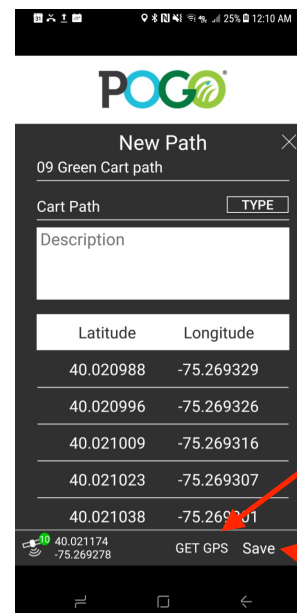 31 25% 12:10 AM
POGO
New Path
09 Green Cart path
Cart Path TYPE
Description
Latitude Longitude
40.020988 -75.269329
40.020996 -75.269326
40.021009 -75.269316
40.021023 -75.269307
40.021038
10 40.021174
-75.269278
GET GPS Save